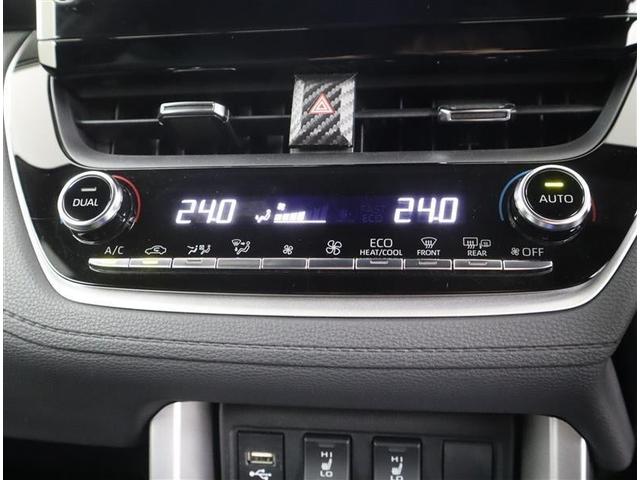 DUAL
24.0
24.0
AUTO
A/C
ECO
HEAT/COOL
FRONT
REAR
OFF
HI
LO
HI
LO